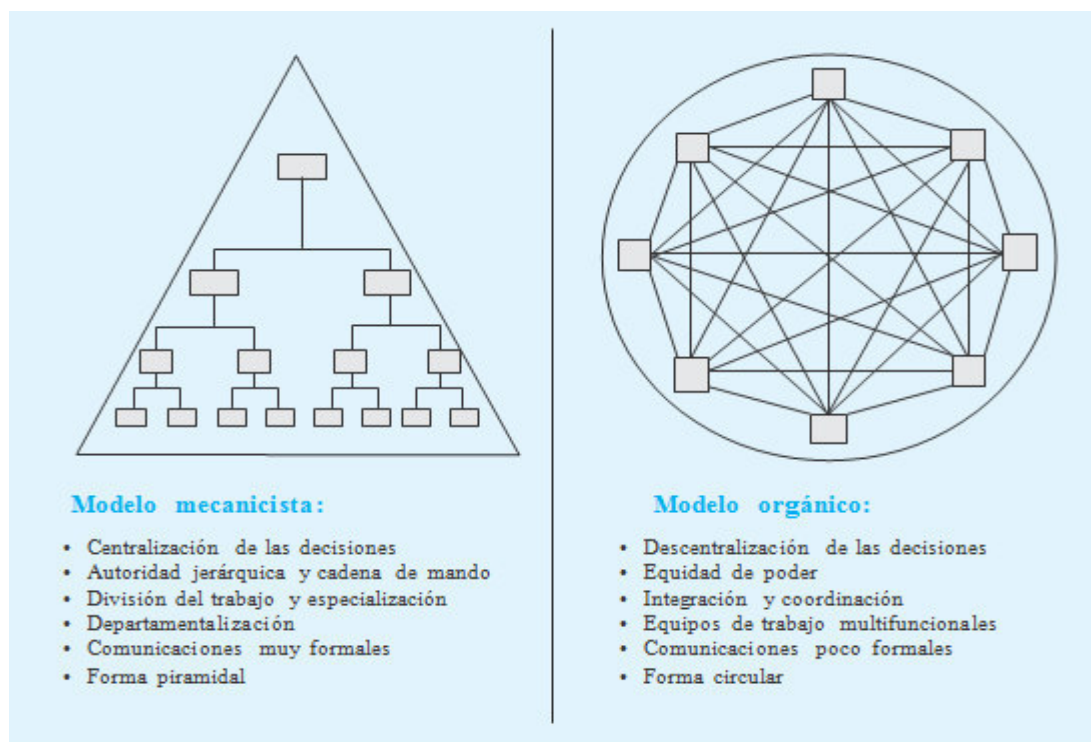 Modelo mecanicista:
• Centralización de las decisiones
• Autoridad jerárquica y cadena de mando
• División del trabajo y especialización
• Departamentalización
• Comunicaciones muy formales
• Forma piramidal
Modelo orgánico:
• Descentralización de las decisiones
• Equidad de poder
• Integración y coordinación
• Equipos de trabajo multifuncionales
• Comunicaciones poco formales
• Forma circular